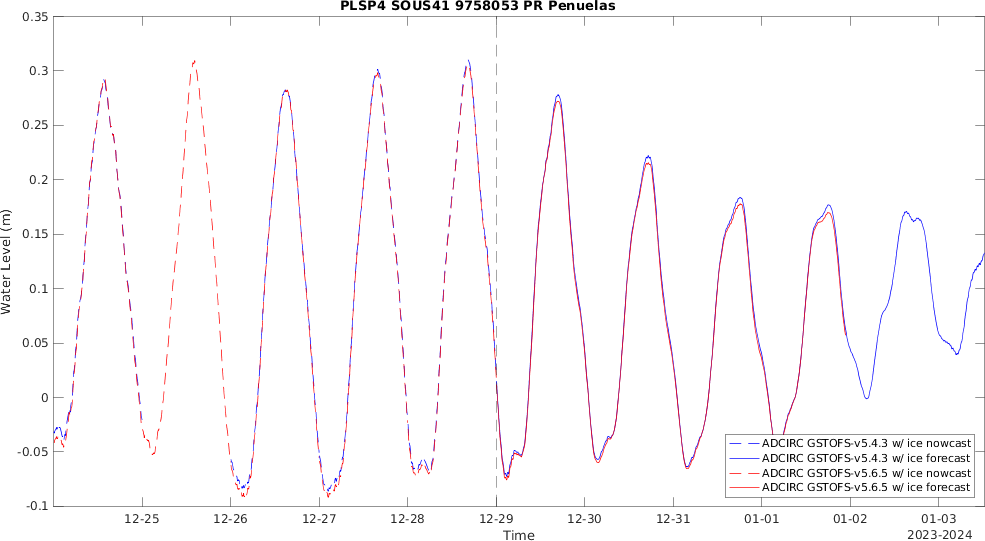 PLSP4 SOUS41 9758053 PR Penuelas
0.35
0.3
0.25
0.2
0.15
0.1
0.05
0
-0.05
-0.1
Water Level (m)
ADCIRC GSTOFS-v5.4.3 w/ ice nowcast
ADCIRC GSTOFS-v5.4.3 w/ ice forecast
ADCIRC GSTOFS-v5.6.5 w/ ice nowcast
ADCIRC GSTOFS-v5.6.5 w/ ice forecast
12-25 12-26 12-27 12-28 12-29 12-30 12-31 01-01 01-02 01-03
Time
2023-2024